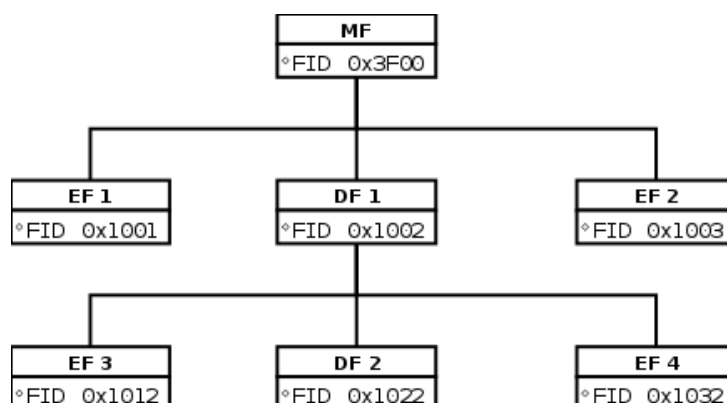 MF
◦FID 0x3F00
EF 1
DF 1
EF 2
◦FID 0x1001
◦FID 0x1002
◦FID 0x1003
EF 3
DF 2
EF 4
◦FID 0x1012
◦FID 0x1022
◦FID 0x1032